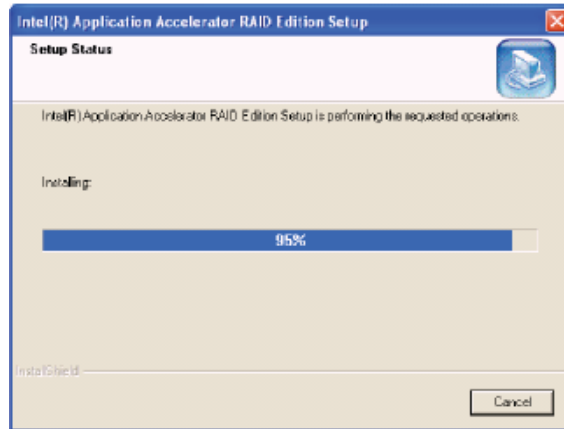 Intel(R) Application Accelerator RAID Edition Setup
Setup Status
Intel(R) Application Accelerator RAID Edition Setup is performing the requested operations.
Installing:
95%
InstallShield
Cancel